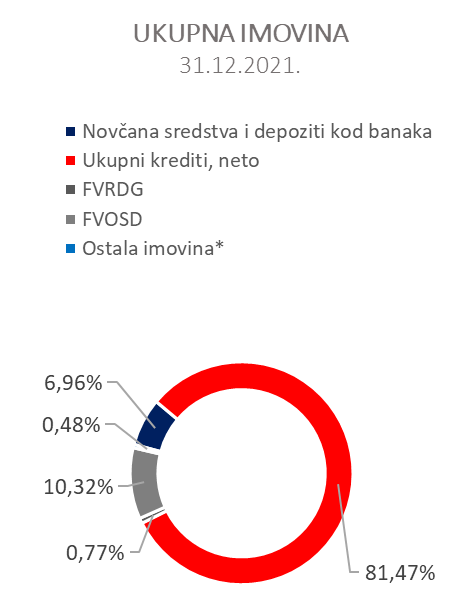 UKUPNA IMOVINA
31.12.2021.
Novčana sredstva i depoziti kod banaka
Ukupni krediti, neto
FVRDG
FVOSD
Ostala imovina*
6,96%
0,48%
10,32%
0,77%
81,47%